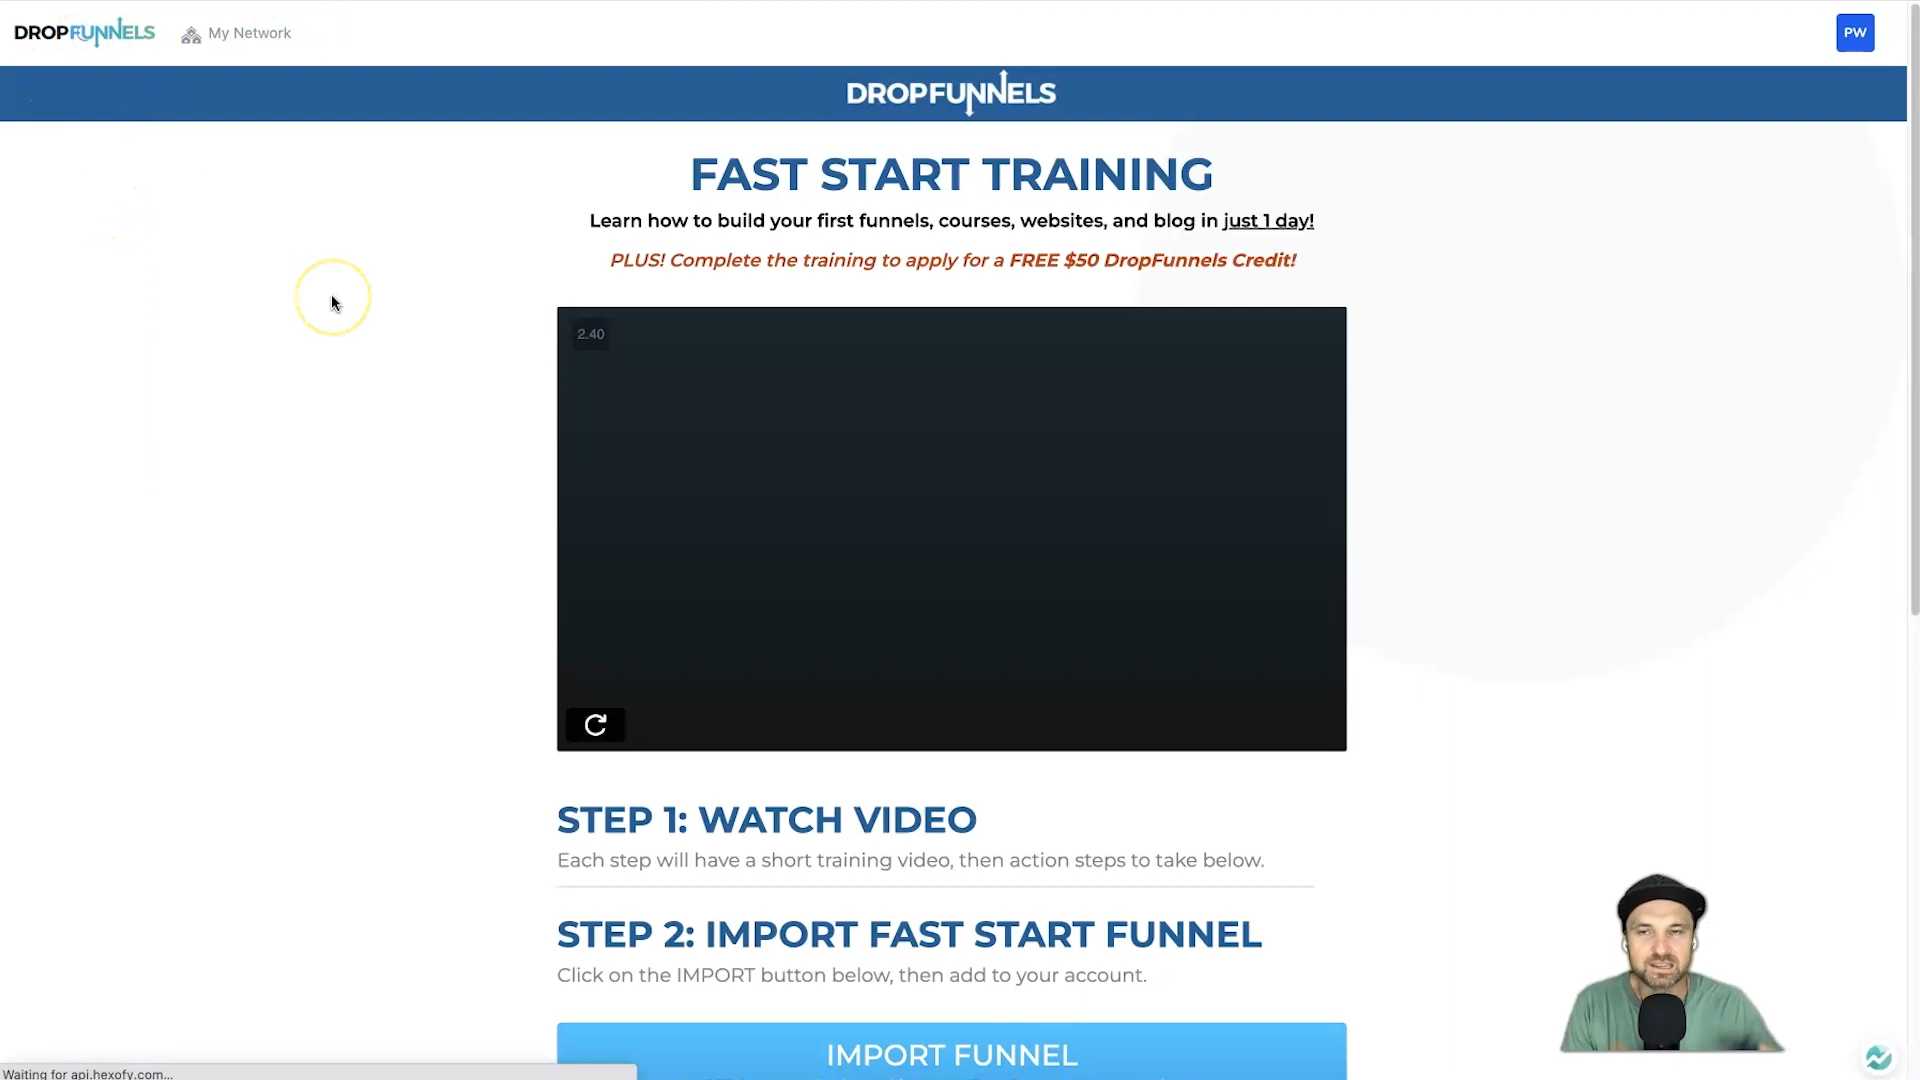 DROPFUNNELS
My Network
PW
DROPFUNNELS
FAST START TRAINING
Learn how to build your first funnels, courses, websites, and blog in just 1 day!
PLUS! Complete the training to apply for a FREE $50 DropFunnels Credit!
2.40
STEP 1: WATCH VIDEO
Each step will have a short training video, then action steps to take below.
STEP 2: IMPORT FAST START FUNNEL
Click on the IMPORT button below, then add to your account.
IMPORT FUNNEL
Waiting for api.hexofy.com...